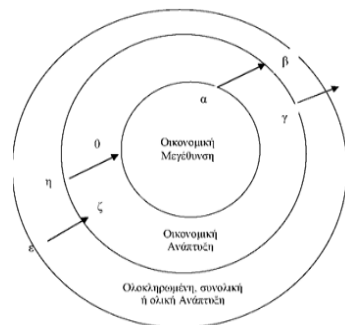 β
α
γ
θ
Οικονομική
Μεγέθυνση
η
ζ
ε
Οικονομική
Ανάπτυξη
Ολοκληρωμένη, συνολική
ή ολική Ανάπτυξη